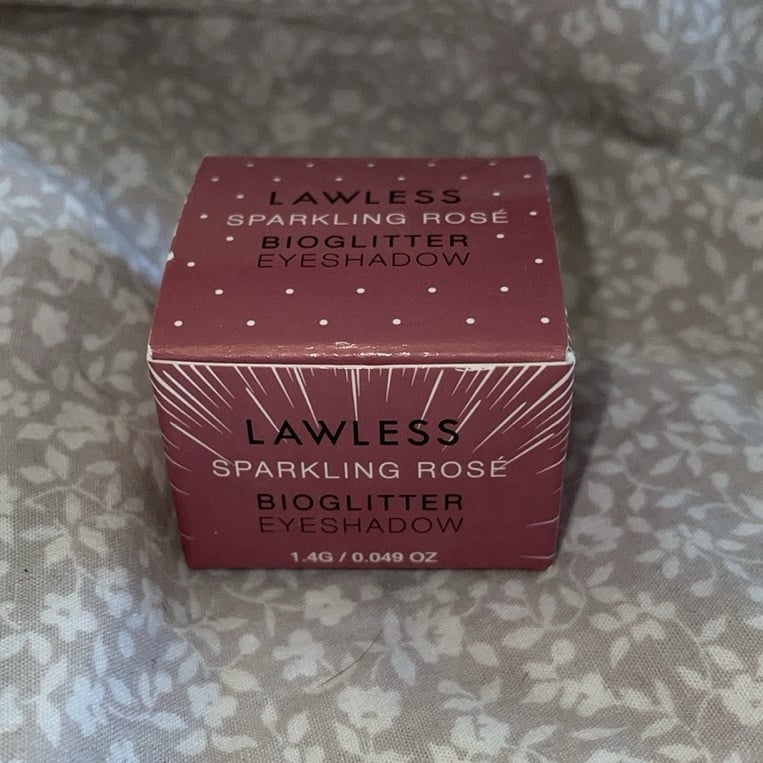 LAWLESS
SPARKLING ROSÉ
BIOGLITTER
EYESHADOW
LAWLESS
SPARKLING ROSÉ
BIOGLITTER
EYESHADOW
1.4G / 0.049 OZ